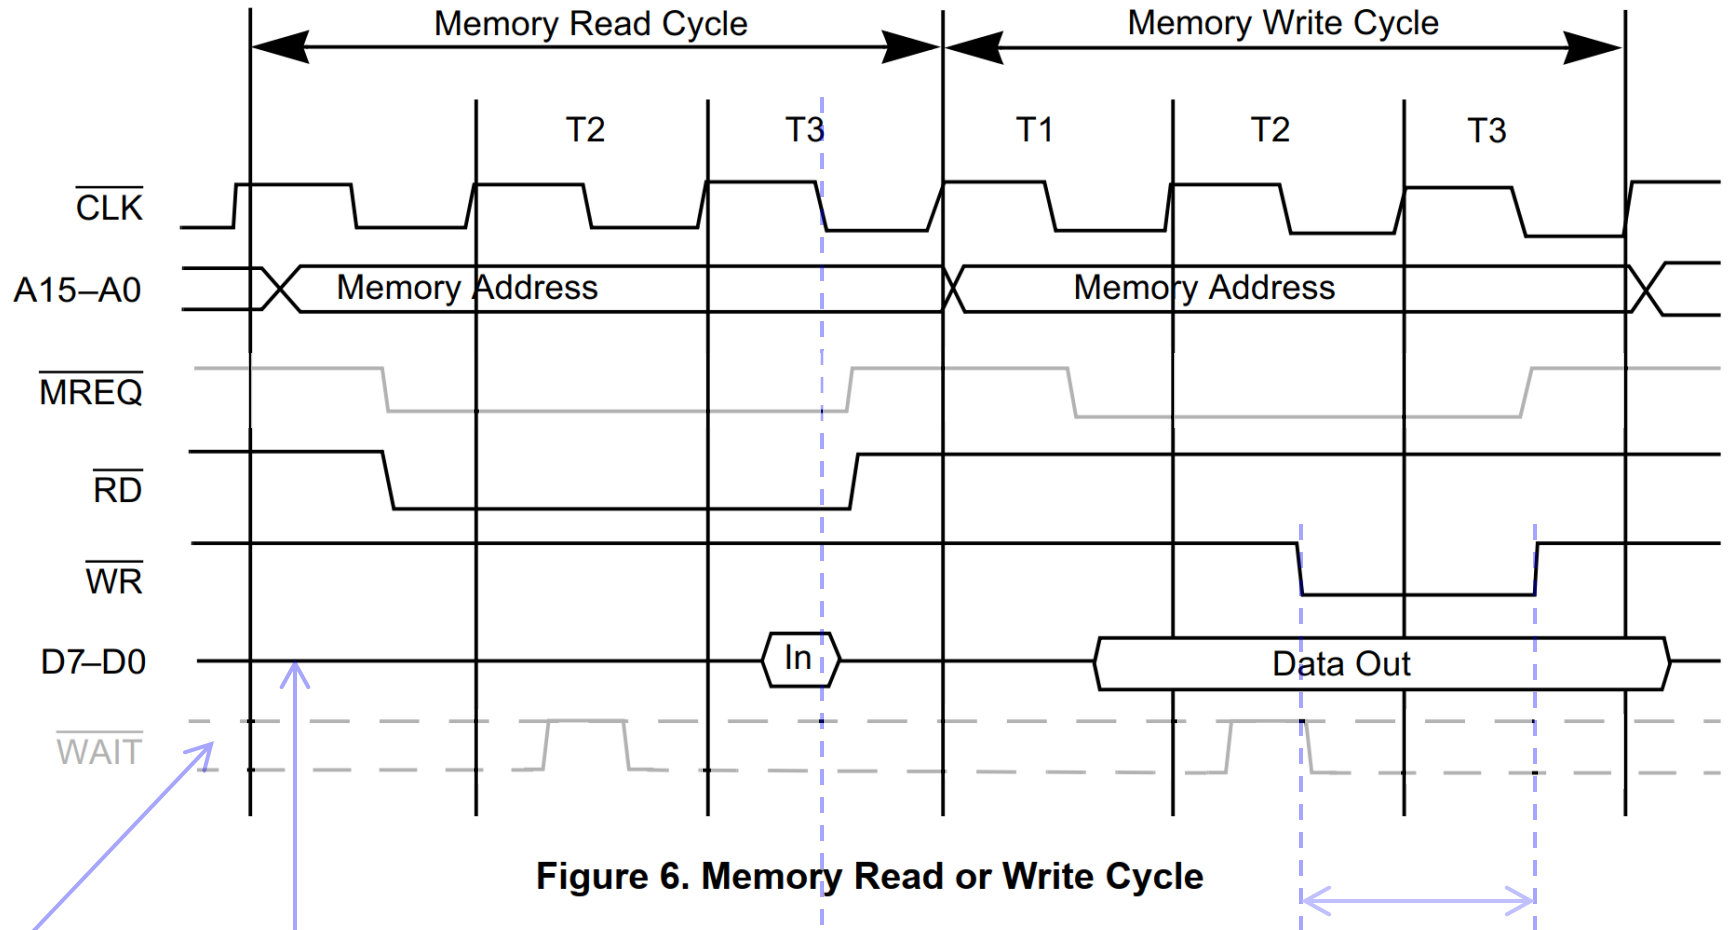 Memory Read Cycle
Memory Write Cycle
T2
T3
T1
T2
T3
CLK
A15–A0
Memory Address
Memory Address
MREQ
RD
WR
D7–D0
In
Data Out
WAIT
Figure 6. Memory Read or Write Cycle